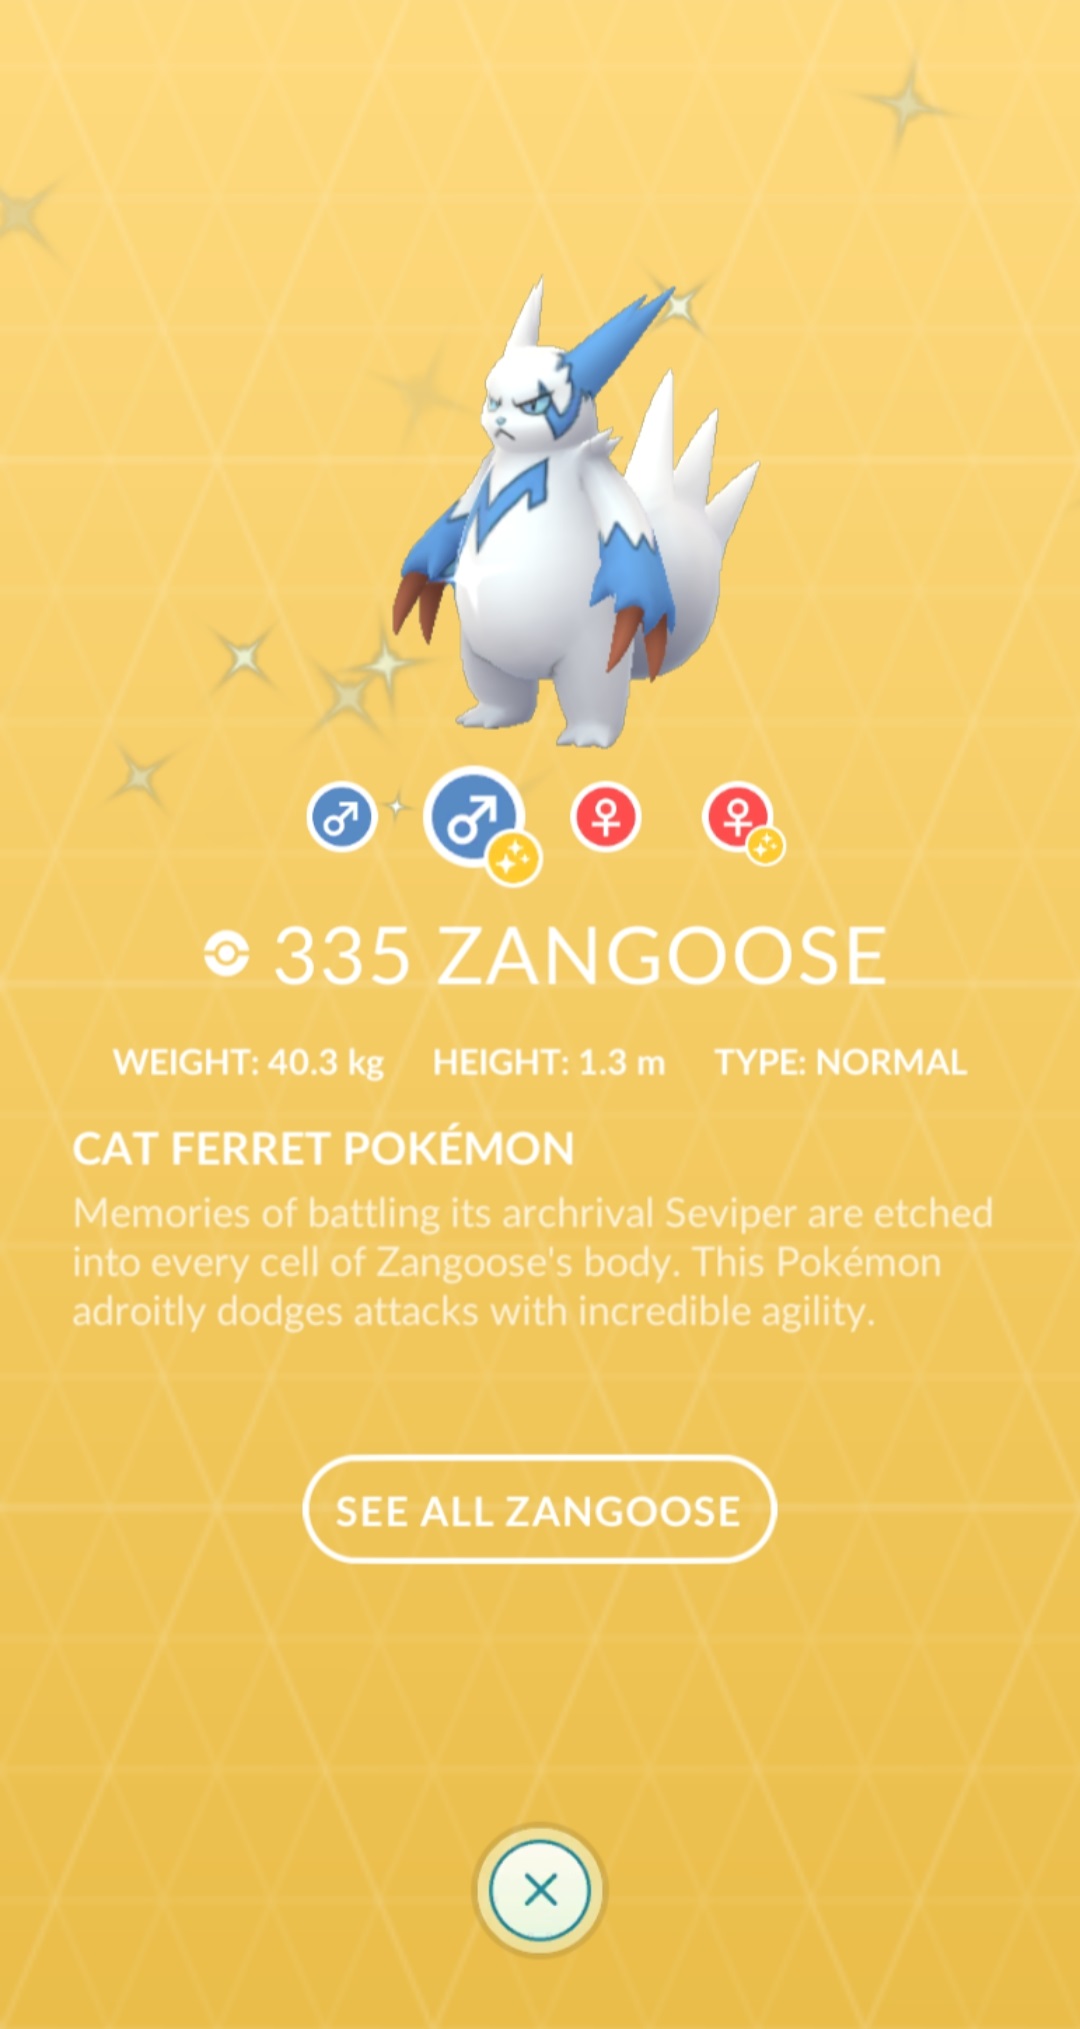 335 ZANGOOSE
WEIGHT: 40.3 kg HEIGHT: 1.3 m TYPE: NORMAL
CAT FERRET POKÉMON
Memories of battling its archrival Seviper are etched
into every cell of Zangoose's body. This Pokémon
adroitly dodges attacks with incredible agility.
SEE ALL ZANGOOSE